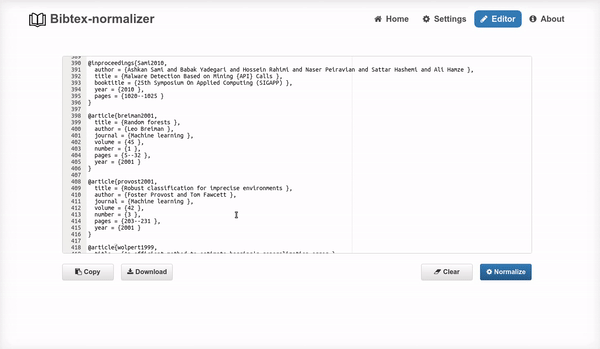 Bibtex-normalizer
Home Settings Editor About
389
390 @inproceedings{Sami2010,
391 author = {Ashkan Sami and Babak Yadegari and Hossein Rahimi and Naser Peiravian and Sattar Hashemi and Ali Hamze },
392 title = {Malware Detection Based on Mining {API} Calls },
393 booktitle = {25th Symposium On Applied Computing (SIGAPP) },
394 year = {2010 },
395 pages = {1020--1025 }
396 }
397
398 @article{breiman2001,
399 title = {Random forests },
400 author = {Leo Breiman },
401 journal = {Machine learning },
402 volume = {45 },
403 number = {1 },
404 pages = {5--32 },
405 year = {2001 }
406 }
407
408 @article{provost2001,
409 title = {Robust classification for imprecise environments },
410 author = {Foster Provost and Tom Fawcett },
411 journal = {Machine learning },
412 volume = {42 },
413 number = {3 },
414 pages = {203--231 },
415 year = {2001 }
416 }
417
418 @article{wolpert1999,
419
Copy Download Clear Normalize